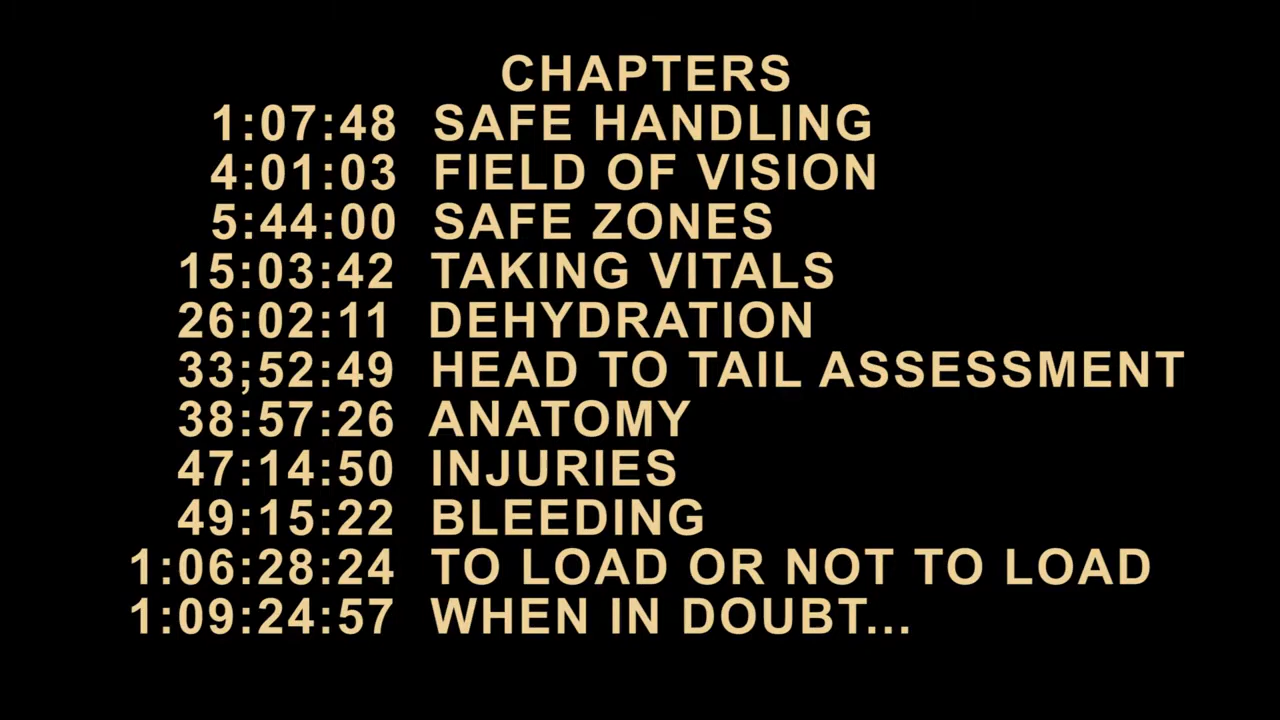 CHAPTERS
1:07:48 SAFE HANDLING
4:01:03 FIELD OF VISION
5:44:00 SAFE ZONES
15:03:42 TAKING VITALS
26:02:11 DEHYDRATION
33;52:49 HEAD TO TAIL ASSESSMENT
38:57:26 ANATOMY
47:14:50 INJURIES
49:15:22 BLEEDING
1:06:28:24 TO LOAD OR NOT TO LOAD
1:09:24:57 WHEN IN DOUBT...